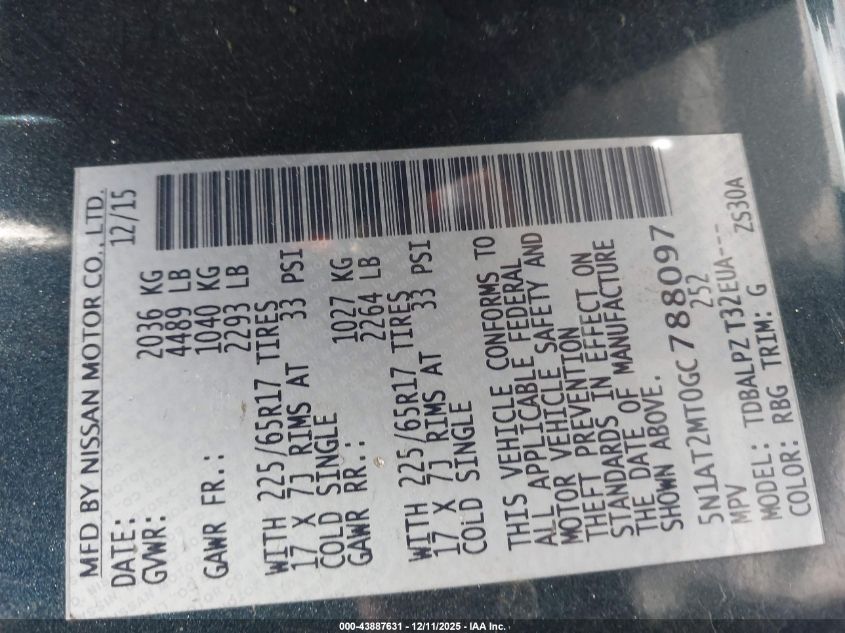 MFD BY NISSAN MOTOR CO., LTD.
DATE: 12/15
GVWR: 2036 KG
4489 LB
GAWR FR.: 1040 KG
2293 LB
WITH 225/65R17 TIRES
17 X 7J RIMS AT 33 PSI
COLD SINGLE
GAWR RR.: 1027 KG
2264 LB
WITH 225/65R17 TIRES
17 X 7J RIMS AT 33 PSI
COLD SINGLE
THIS VEHICLE CONFORMS TO
ALL APPLICABLE FEDERAL
MOTOR VEHICLE SAFETY AND
THEFT PREVENTION
STANDARDS IN EFFECT ON
THE DATE OF MANUFACTURE
SHOWN ABOVE.
5N1AT2MT0GC788097
MPV 252
MODEL: TDBALPZ T32EUA---
COLOR: RBG TRIM: G ZS30A
000-43887631 - 12/11/2025 - IAA Inc.